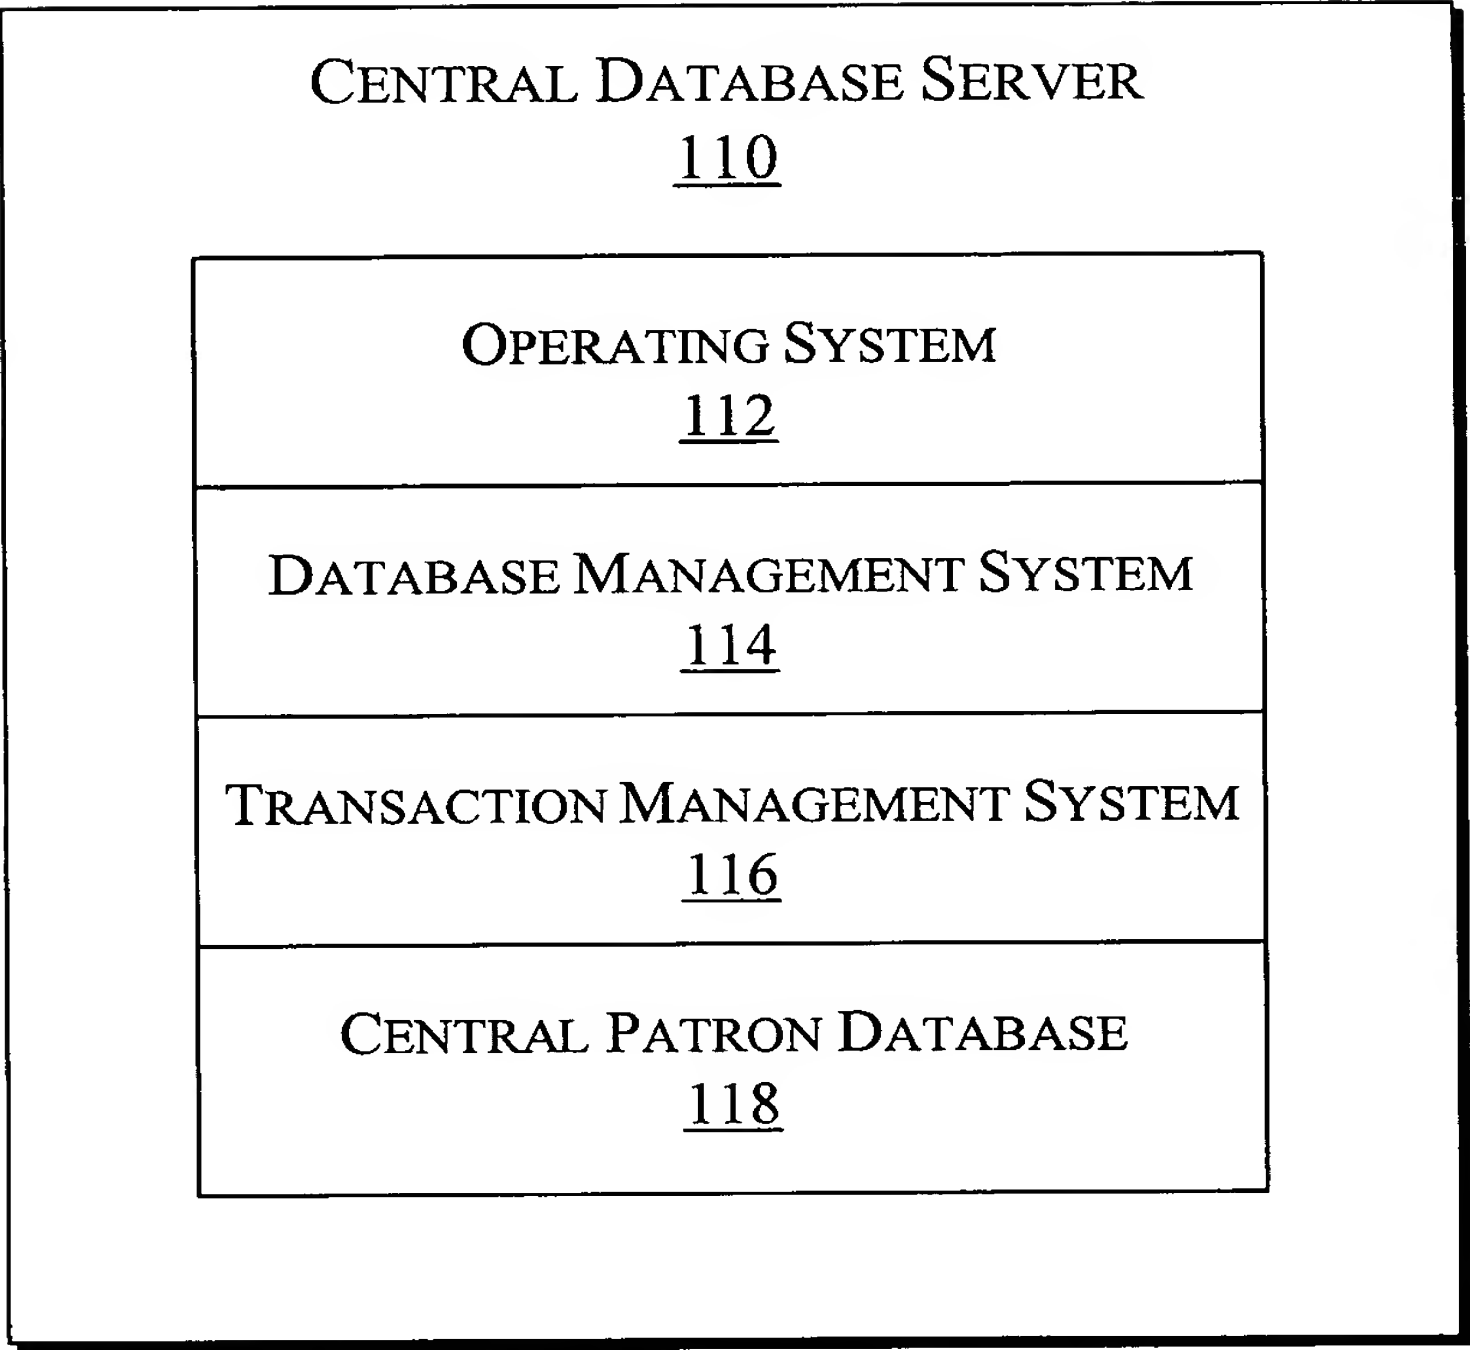 CENTRAL DATABASE SERVER
110
OPERATING SYSTEM
112
DATABASE MANAGEMENT SYSTEM
114
TRANSACTION MANAGEMENT SYSTEM
116
CENTRAL PATRON DATABASE
118